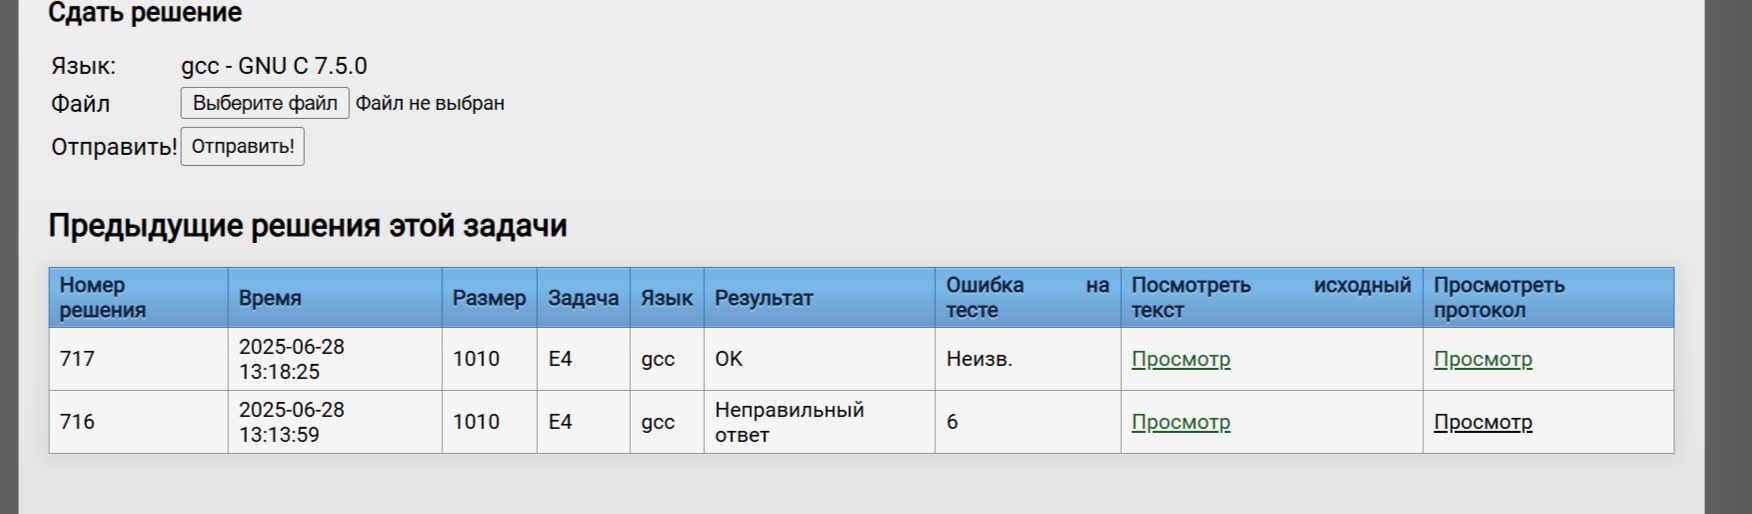 Сдать решение
Язык: gcc - GNU C 7.5.0
Файл Выберите файл Файл не выбран
Отправить! Отправить!
Предыдущие решения этой задачи
Номер решения Время Размер Задача Язык Результат Ошибка на тесте Посмотреть исходный текст Просмотреть протокол
717 2025-06-28 13:18:25 1010 E4 gcc OK Неизв. Просмотр Просмотр
716 2025-06-28 13:13:59 1010 E4 gcc Неправильный ответ 6 Просмотр Просмотр